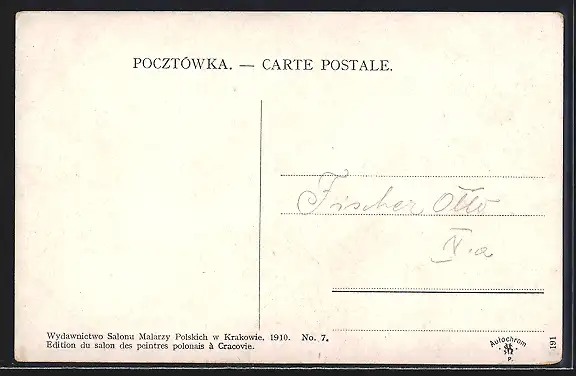 POCZTÓWKA. — CARTE POSTALE.
Fischer Otto
V.a
Wydawnictwo Salonu Malarzy Polskich w Krakowie, 1910. No. 7.
Edition du salon des peintres polonais à Cracovie.
Autochrom
P.
191